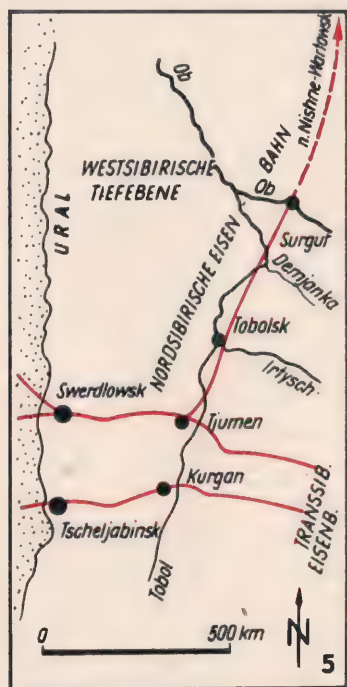 Ob
n. Nishne-Wartowsk
WESTSIBIRISCHE
TIEFEBENE
Ob
BAHN
URAL
Surgut
Demjanka
NORDSIBIRISCHE EISEN
Tobolsk
Irtysch
Swerdlowsk
Tjumen
Kurgan
TRANSSIB.
EISENB.
Tscheljabinsk
Tobol
0 500 km
N
5